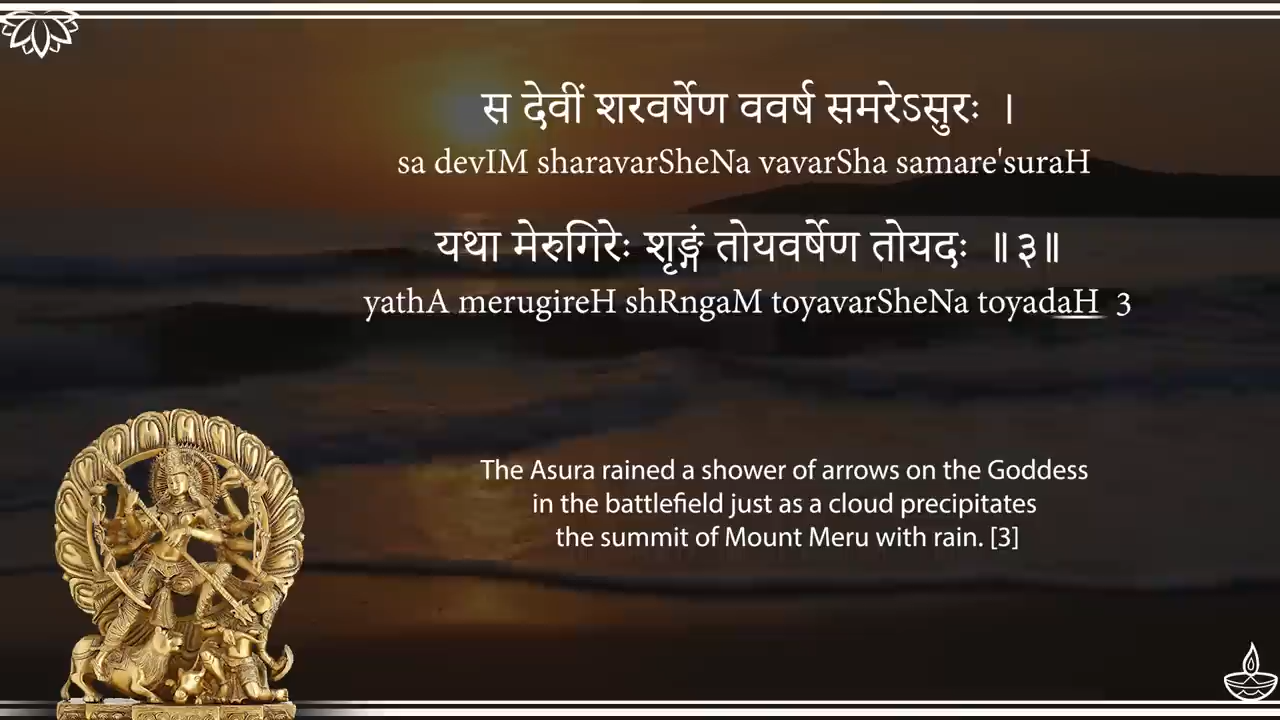 स देवीं शरवर्षेण ववर्ष समरेऽसुरः ।
sa devIM sharavarSheNa vavarSha samare'suraH
यथा मेरुगिरेः शृङ्गं तोयवर्षेण तोयदः ॥३॥
yathA merugireH shRngaM toyavarSheNa toyadaH 3
The Asura rained a shower of arrows on the Goddess
in the battlefield just as a cloud precipitates
the summit of Mount Meru with rain. [3]